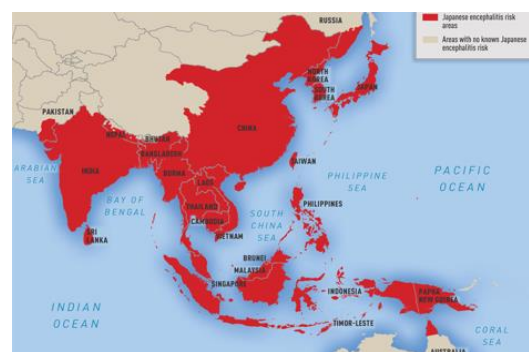 RUSSIA
Japanese encephalitis risk
areas
Areas with no known Japanese
encephalitis risk
NORTH
KOREA
SOUTH
KOREA
JAPAN
PAKISTAN
CHINA
NEPAL
BHUTAN
BANGLADESH
TAIWAN
ARABIAN
SEA
INDIA
BURMA
PHILIPPINE
SEA
PACIFIC
OCEAN
LAOS
BAY OF
BENGAL
THAILAND
PHILIPPINES
CAMBODIA
SOUTH
CHINA
SEA
VIETNAM
SRI
LANKA
BRUNEI
MALAYSIA
SINGAPORE
INDONESIA
PAPUA
NEW GUINEA
INDIAN
OCEAN
TIMOR-LESTE
CORAL
SEA
AUSTRALIA